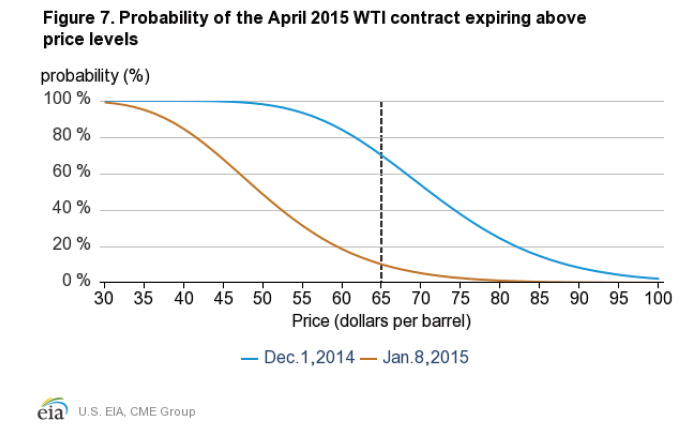 Figure 7. Probability of the April 2015 WTI contract expiring above
price levels
probability (%)
100 %
80 %
60 %
40 %
20 %
0 %
30 35 40 45 50 55 60 65 70 75 80 85 90 95 100
Price (dollars per barrel)
Dec.1,2014 Jan.8,2015
eia U.S. EIA, CME Group